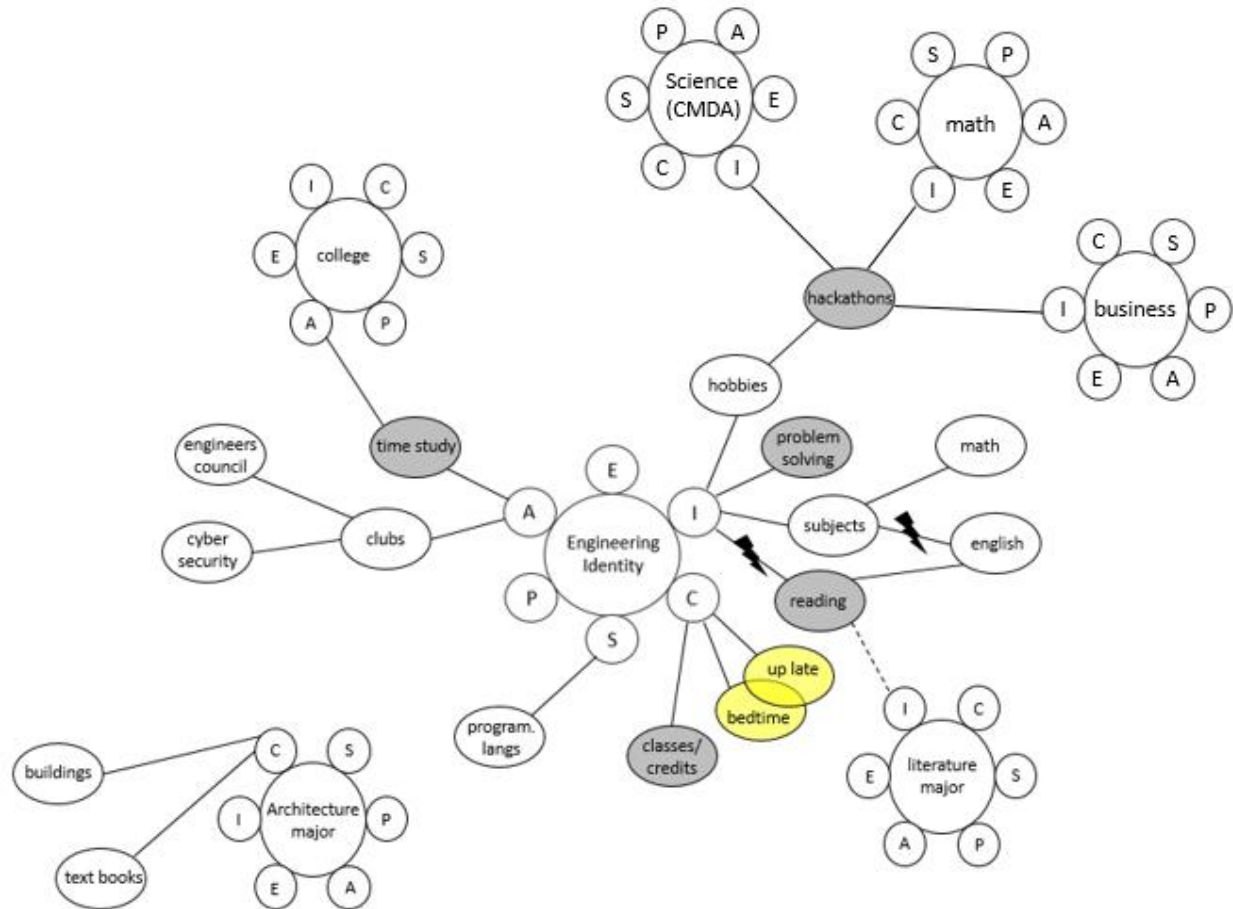 P
A
S
Science
(CMDA)
E
C
I
S
P
C
math
A
I
E
I
C
E
college
S
A
P
C
S
I
business
P
E
A
hackathons
hobbies
engineers
council
time study
problem
solving
math
cyber
security
clubs
A
E
I
subjects
english
Engineering
Identity
P
C
S
reading
up late
bedtime
program.
langs
classes/
credits
I
C
E
literature
major
S
A
P
buildings
C
S
I
Architecture
major
P
text books
E
A